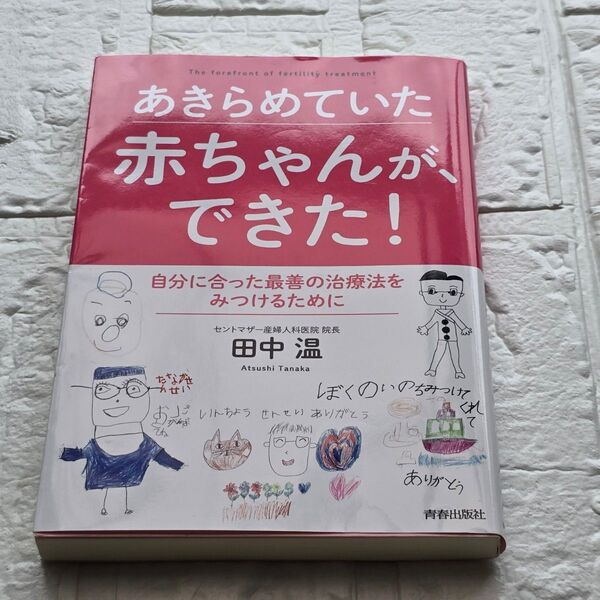 The forefront of fertility treatment
あきらめていた
赤ちゃんが、
できた!
自分に合った最善の治療法を
みつけるために
セントマザー産婦人科医院 院長
田中 温
Atsushi Tanaka
ぼくのいのちみつけて
くれて
いんちょう せんせい ありがとう
ありがとう
青春出版社